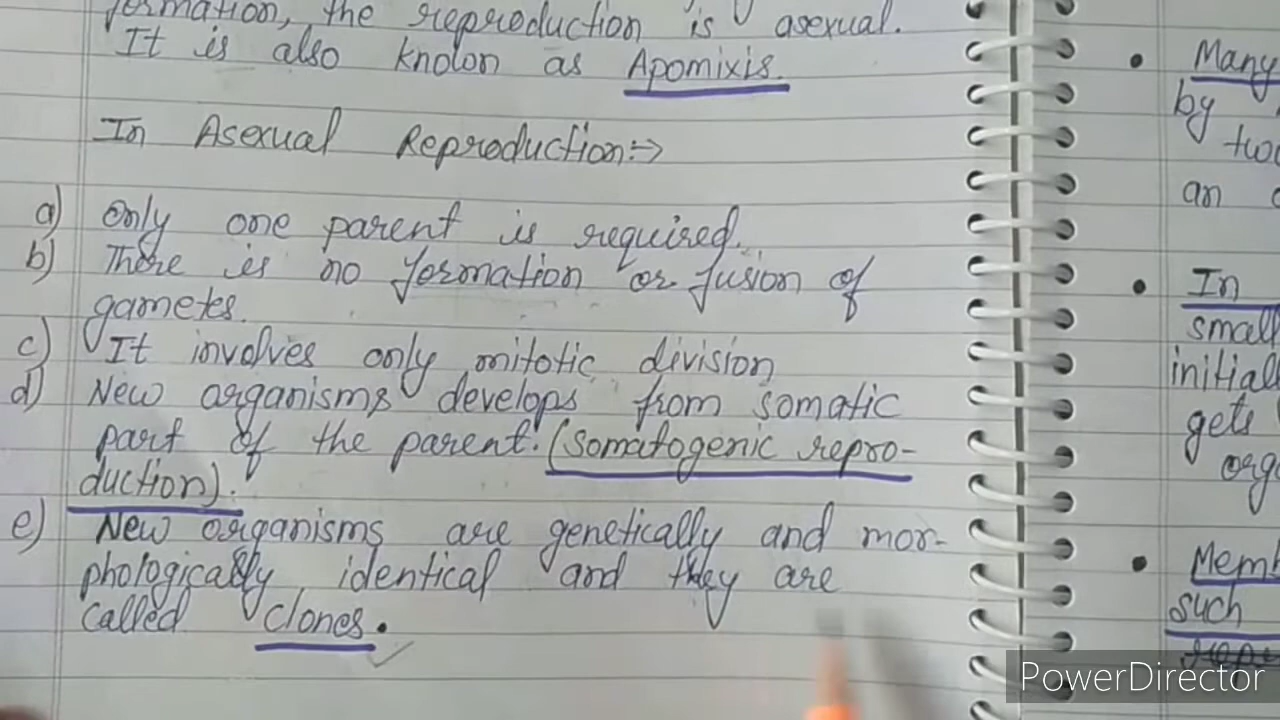 formation, the reproduction is asexual.
It is also known as Apomixis.
In Asexual Reproduction:->
a) Only one parent is required.
b) There is no formation or fusion of
gametes.
c) It involves only mitotic division
d) New organisms develops from somatic
part of the parent. (Somatogenic repro-
duction).
e) New organisms are genetically and mor-
phologically identical and they are
called clones.
• Many
by
two
an
• In
small
initial
gets
org
• Memb
such
PowerDirector